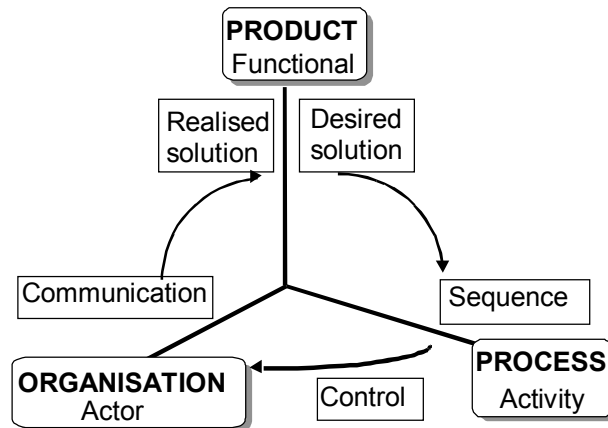 PRODUCT
Functional
Realised
solution
Desired
solution
Communication
Sequence
ORGANISATION
Actor
Control
PROCESS
Activity